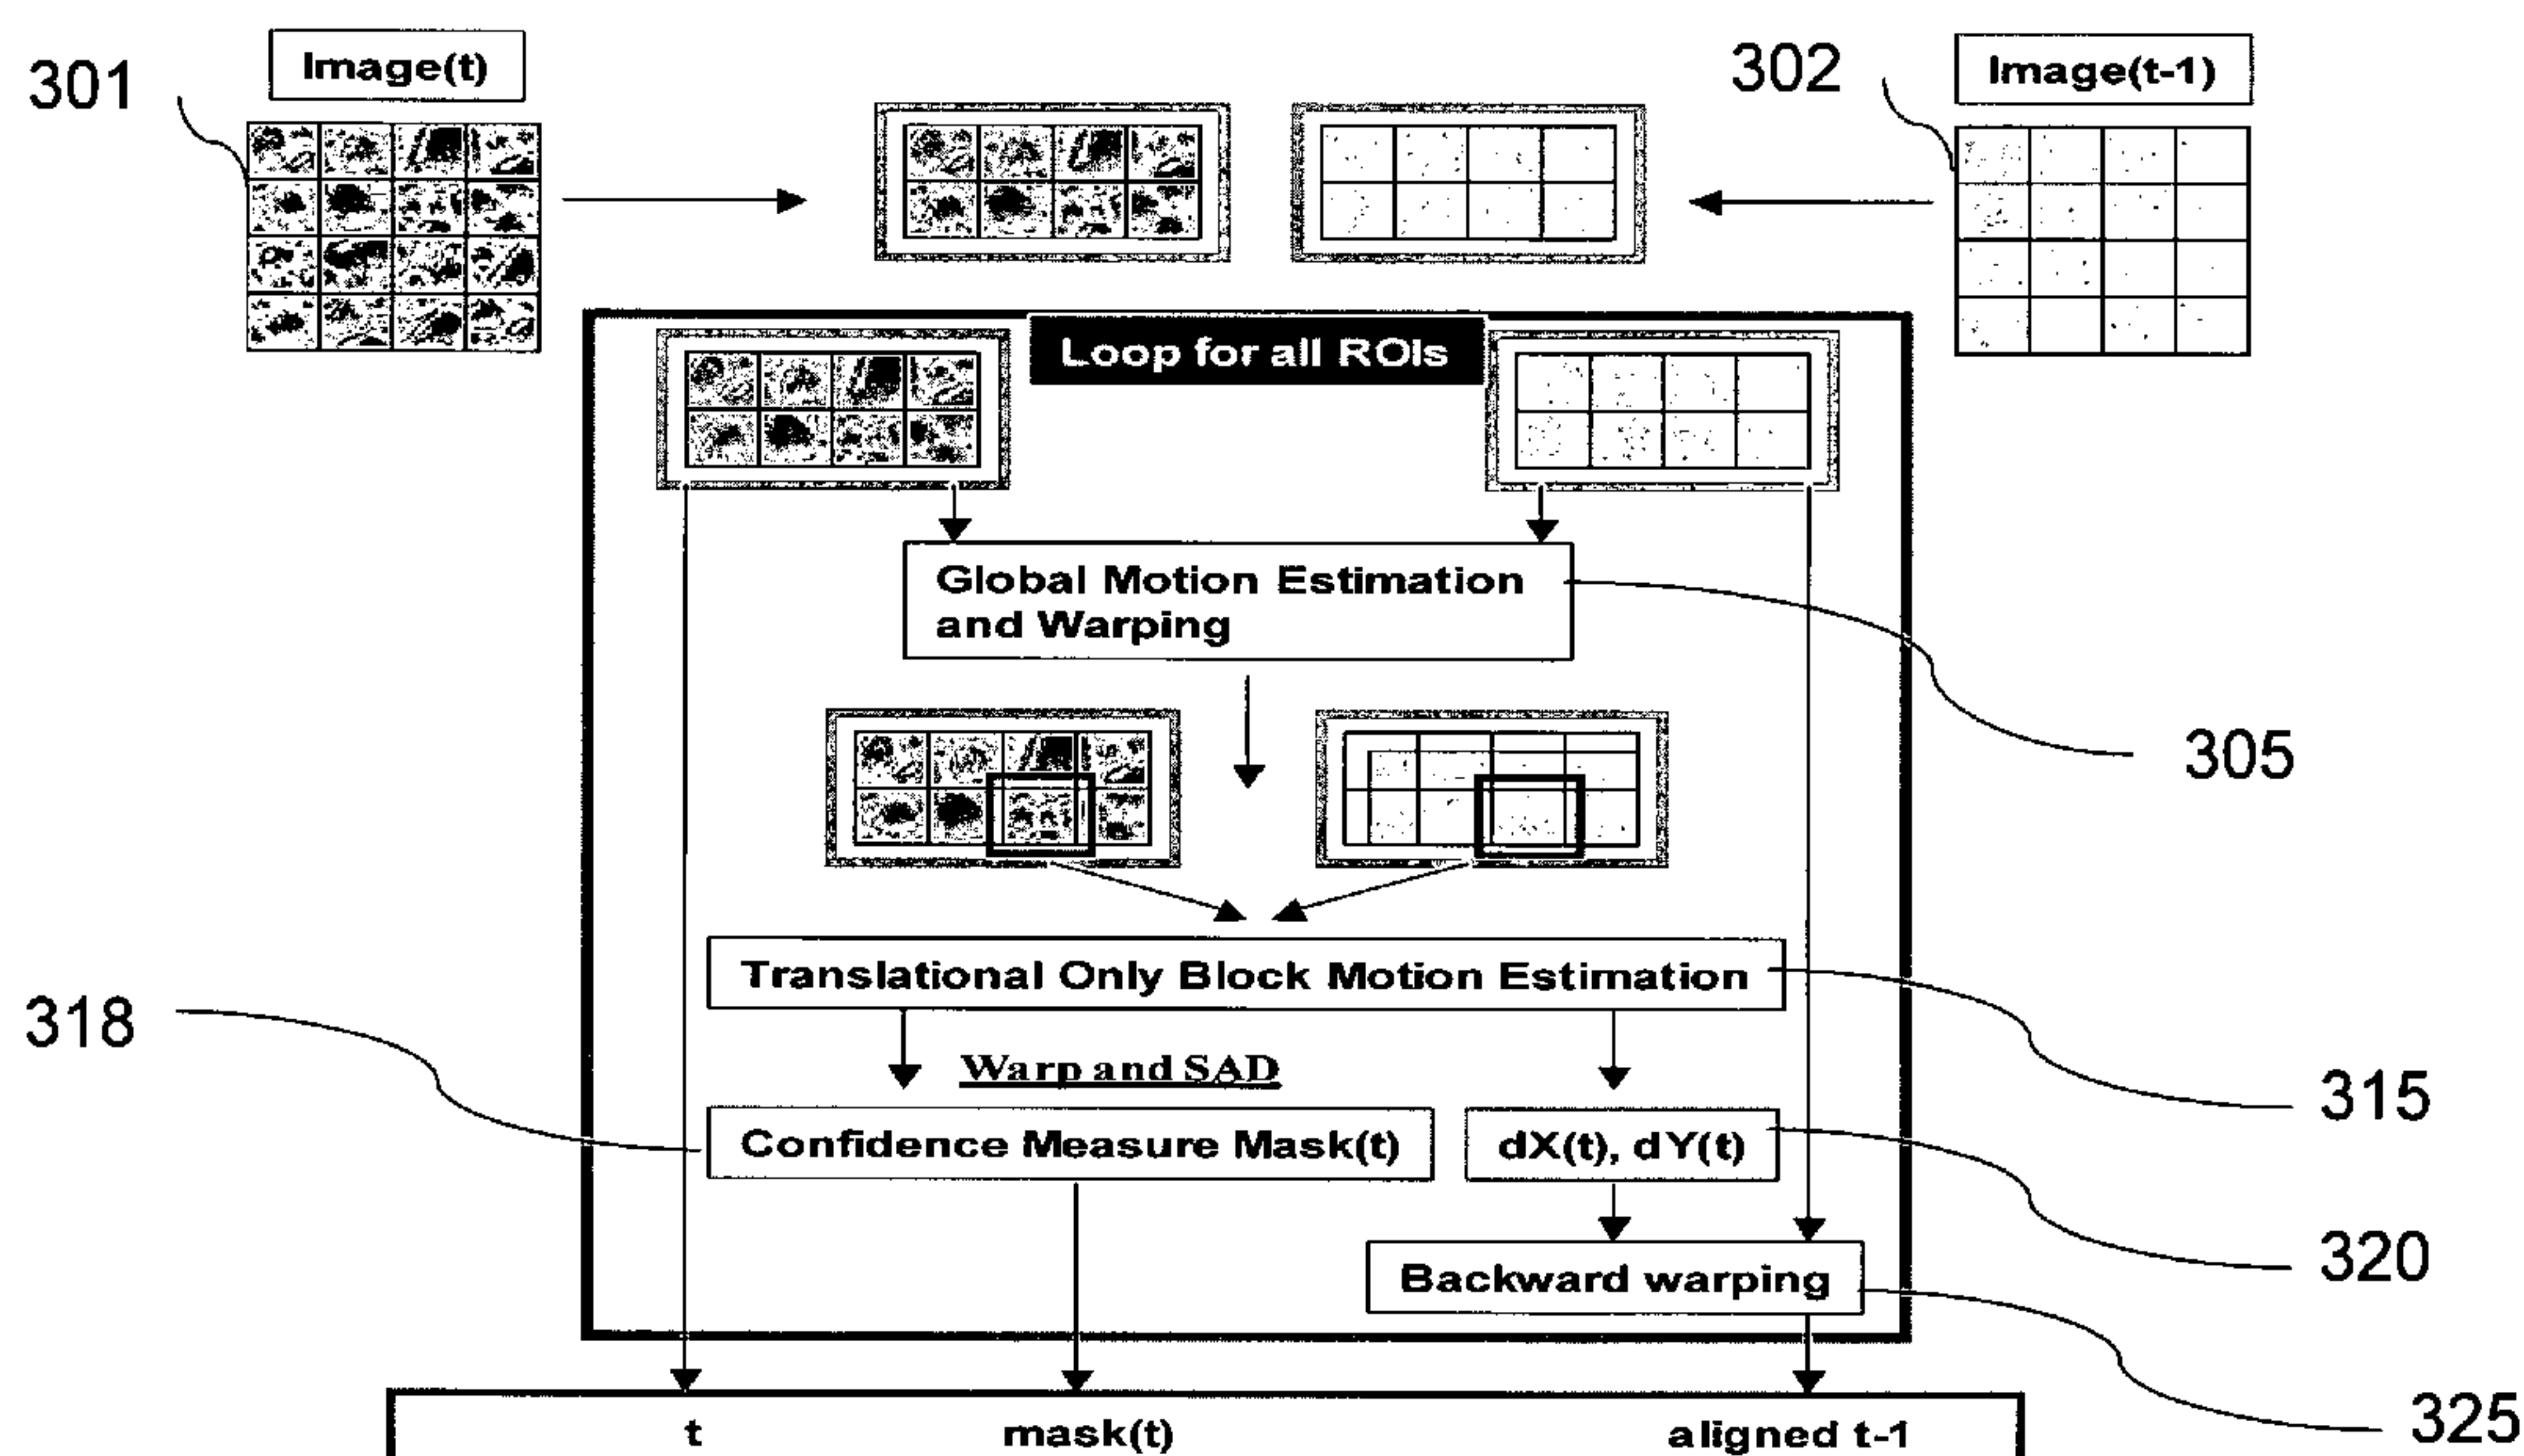 301
Image(t)
302
Image(t-1)
Loop for all ROIs
Global Motion Estimation
and Warping
305
Translational Only Block Motion Estimation
318
Warp and SAD
315
Confidence Measure Mask(t)
dX(t), dY(t)
320
Backward warping
325
t
mask(t)
aligned t-1